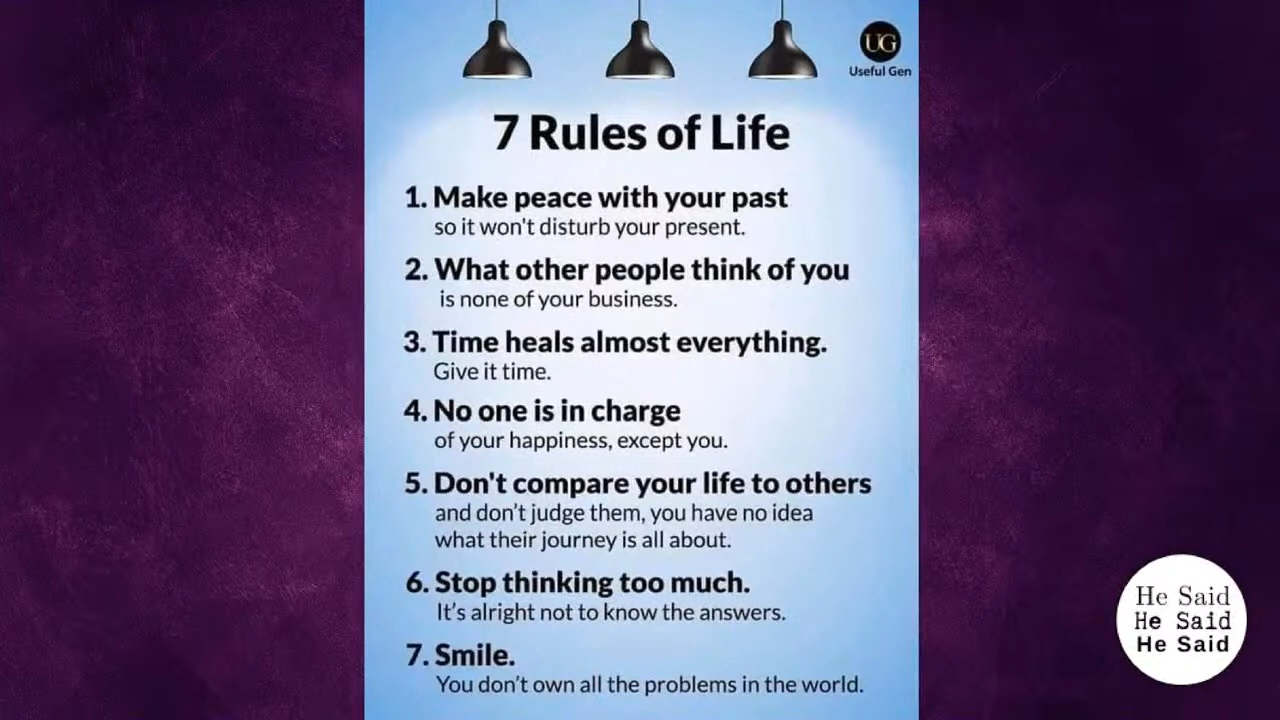 UG
Useful Gen
7 Rules of Life
1. Make peace with your past
so it won't disturb your present.
2. What other people think of you
is none of your business.
3. Time heals almost everything.
Give it time.
4. No one is in charge
of your happiness, except you.
5. Don't compare your life to others
and don't judge them, you have no idea
what their journey is all about.
6. Stop thinking too much.
It's alright not to know the answers.
7. Smile.
You don't own all the problems in the world.
He Said
He Said
He Said